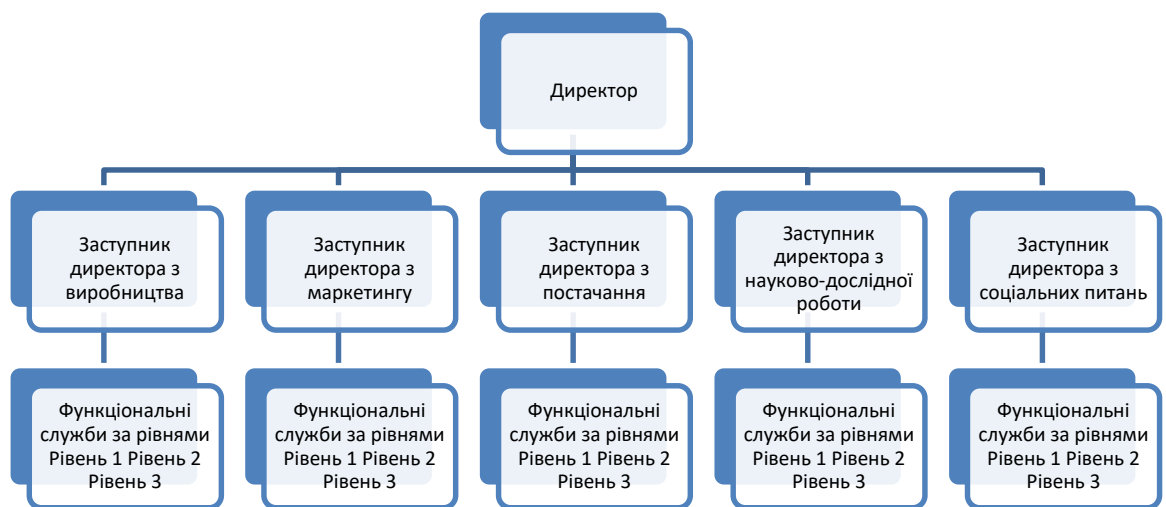 Директор
Заступник
директора з
виробництва
Заступник
директора з
маркетингу
Заступник
директора з
постачання
Заступник
директора з
науково-дослідної
роботи
Заступник
директора з
соціальних питань
Функціональні
служби за рівнями
Рівень 1 Рівень 2
Рівень 3
Функціональні
служби за рівнями
Рівень 1 Рівень 2
Рівень 3
Функціональні
служби за рівнями
Рівень 1 Рівень 2
Рівень 3
Функціональні
служби за рівнями
Рівень 1 Рівень 2
Рівень 3
Функціональні
служби за рівнями
Рівень 1 Рівень 2
Рівень 3